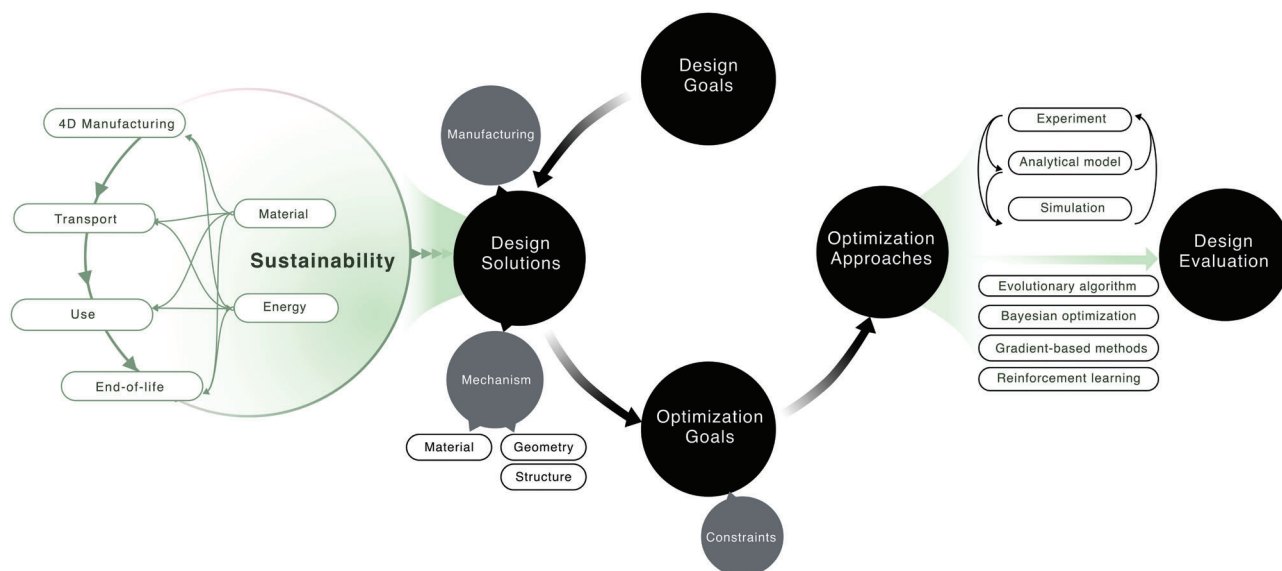 4D Manufacturing
Transport
Use
End-of-life
Material
Energy
Sustainability
Manufacturing
Design
Solutions
Mechanism
Material
Geometry
Structure
Design
Goals
Optimization
Goals
Constraints
Optimization
Approaches
Experiment
Analytical model
Simulation
Evolutionary algorithm
Bayesian optimization
Gradient-based methods
Reinforcement learning
Design
Evaluation